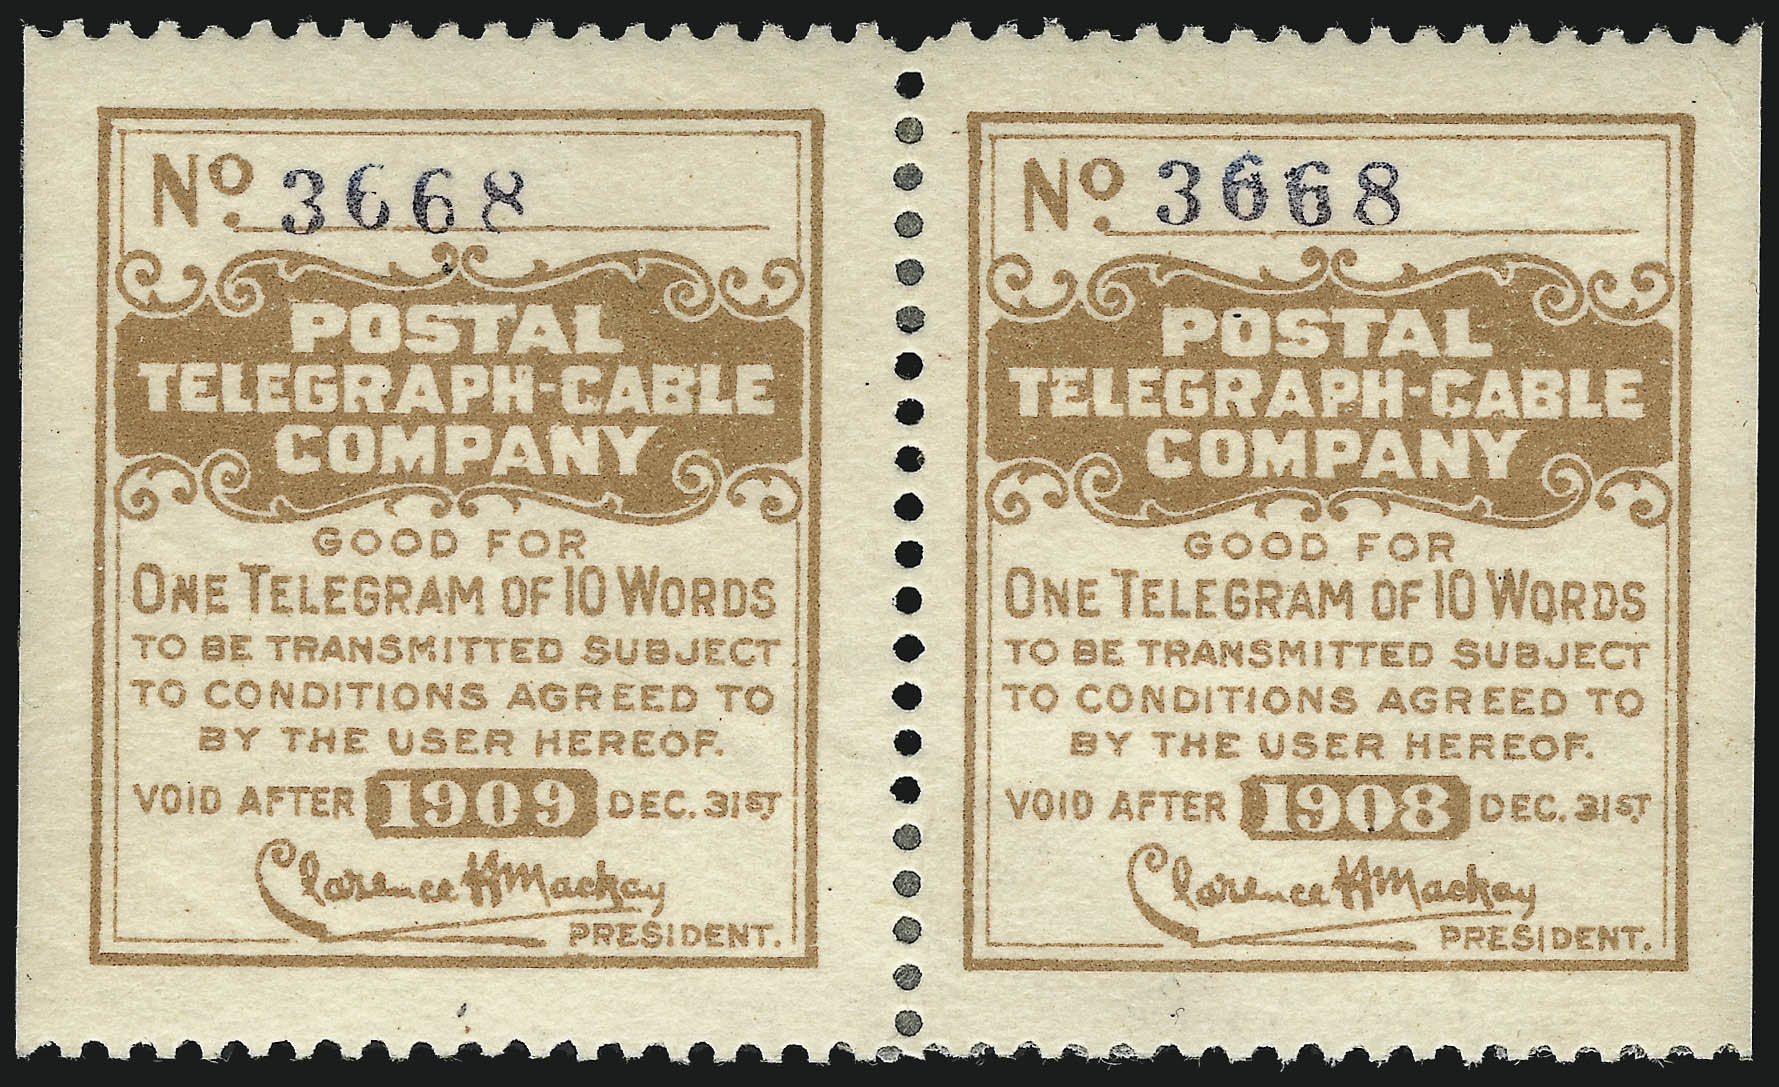 No. 3668
POSTAL
TELEGRAPH-CABLE
COMPANY
GOOD FOR
ONE TELEGRAM OF 10 WORDS
TO BE TRANSMITTED SUBJECT
TO CONDITIONS AGREED TO
BY THE USER HEREOF.
VOID AFTER 1909 DEC. 31ST
Clarence H Mackay
PRESIDENT.
No. 3668
POSTAL
TELEGRAPH-CABLE
COMPANY
GOOD FOR
ONE TELEGRAM OF 10 WORDS
TO BE TRANSMITTED SUBJECT
TO CONDITIONS AGREED TO
BY THE USER HEREOF.
VOID AFTER 1908 DEC. 31ST
Clarence H Mackay
PRESIDENT.